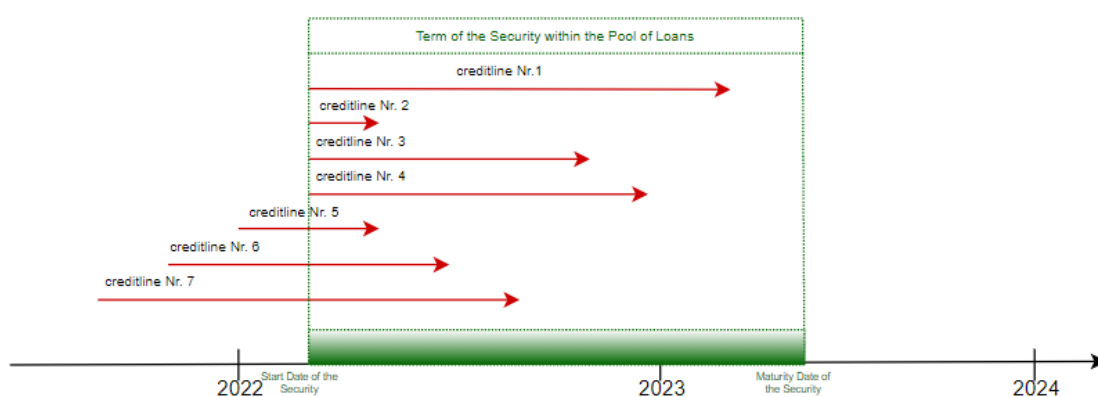 Term of the Security within the Pool of Loans
creditline Nr.1
creditline Nr. 2
creditline Nr. 3
creditline Nr. 4
creditline Nr. 5
creditline Nr. 6
creditline Nr. 7
Start Date of the
Security
Maturity Date of
the Security
2022
2023
2024